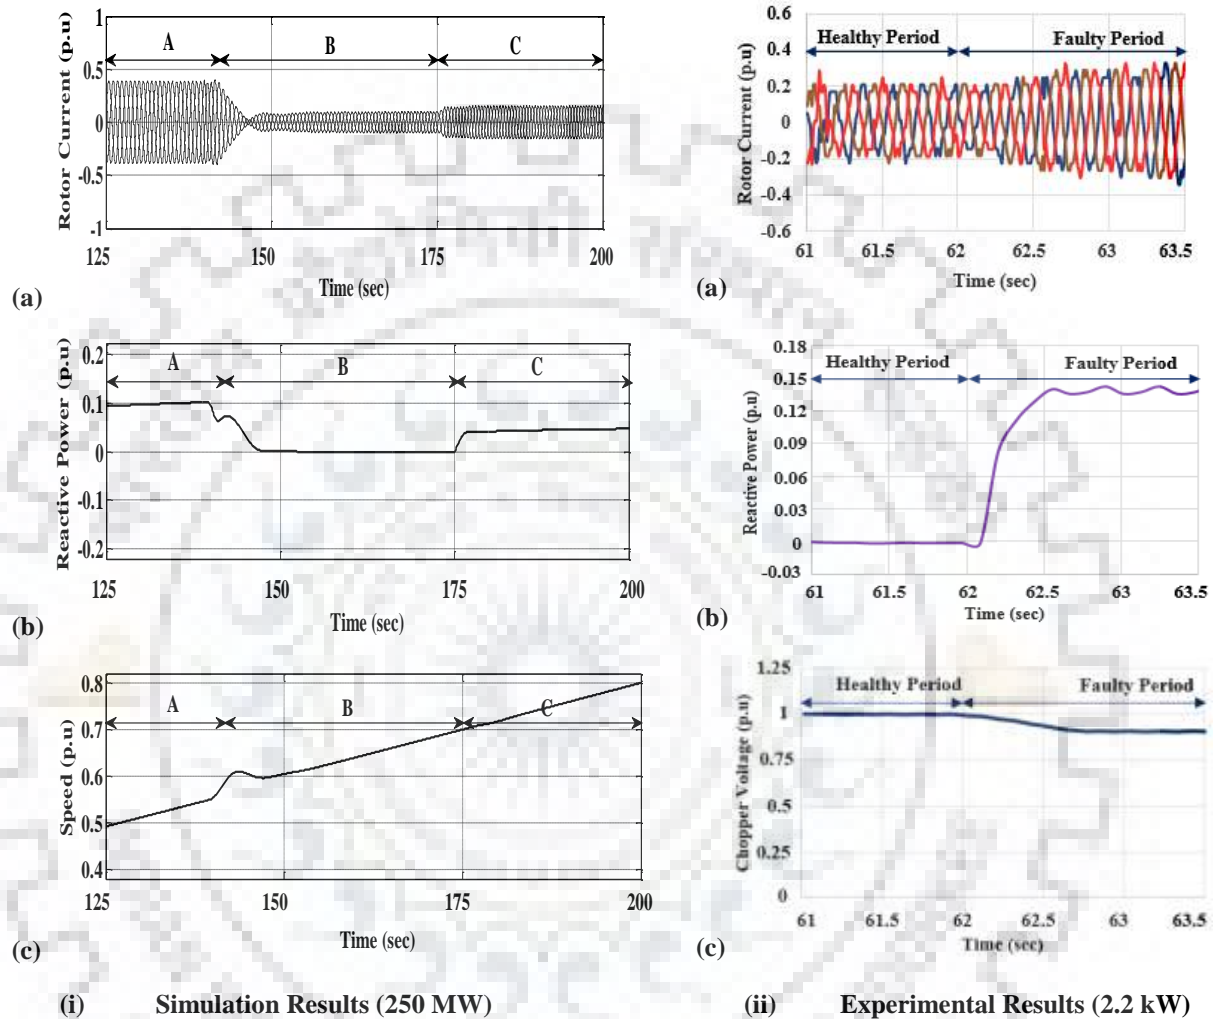 1
A
B
C
0.5
0
-0.5
-1
Rotor Current (p.u)
125
150
175
200
Time (sec)
(a)
0.2
A
B
C
0.1
0
-0.1
-0.2
Reactive Power (p.u)
125
150
175
200
Time (sec)
(b)
0.8
A
B
C
0.7
0.6
0.5
0.4
Speed (p.u)
125
150
175
200
Time (sec)
(c)
(i) Simulation Results (250 MW)
0.6
Healthy Period
Faulty Period
0.4
0.2
0
-0.2
-0.4
-0.6
Rotor Current (p.u)
61
61.5
62
62.5
63
63.5
Time (sec)
(a)
0.18
Healthy Period
Faulty Period
0.15
0.12
0.09
0.06
0.03
0
-0.03
Reactive Power (p.u)
61
61.5
62
62.5
63
63.5
Time (sec)
(b)
1.25
Healthy Period
Faulty Period
1
0.75
0.5
0.25
0
Chopper Voltage (p.u)
61
61.5
62
62.5
63
63.5
Time (sec)
(c)
(ii) Experimental Results (2.2 kW)